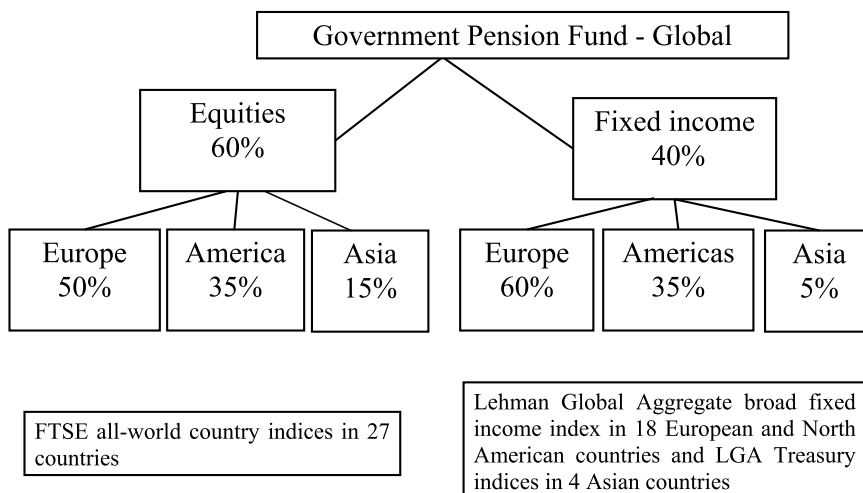 Government Pension Fund - Global
Equities
60%
Fixed income
40%
Europe
50%
America
35%
Asia
15%
Europe
60%
Americas
35%
Asia
5%
FTSE all-world country indices in 27
countries
Lehman Global Aggregate broad fixed
income index in 18 European and North
American countries and LGA Treasury
indices in 4 Asian countries